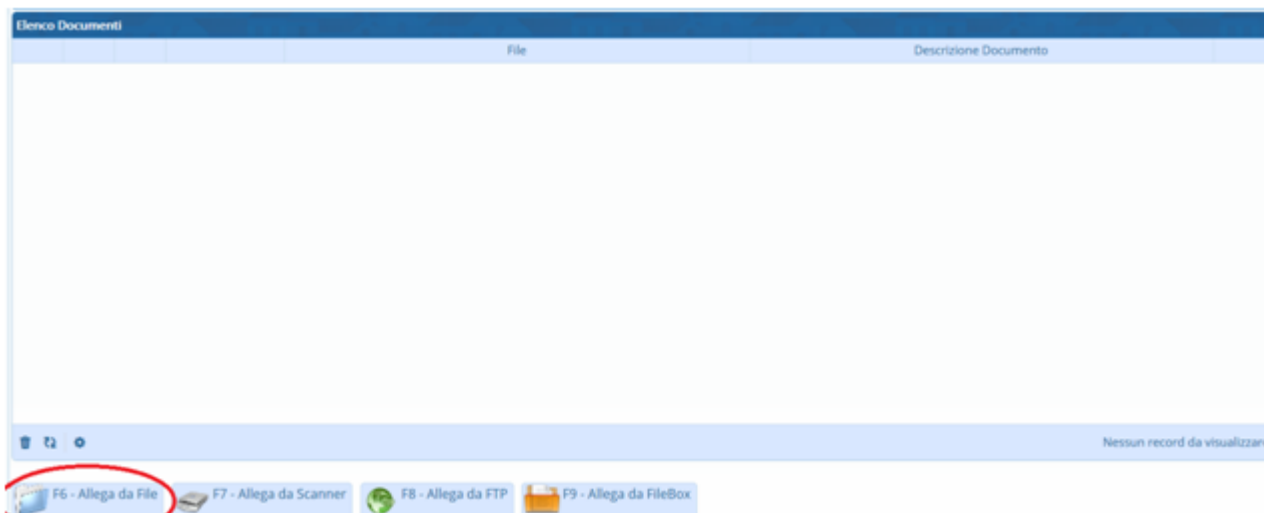 Elenco Documenti
File Descrizione Documento
Nessun record da visualizzare
F6 - Allega da File F7 - Allega da Scanner F8 - Allega da FTP F9 - Allega da FileBox